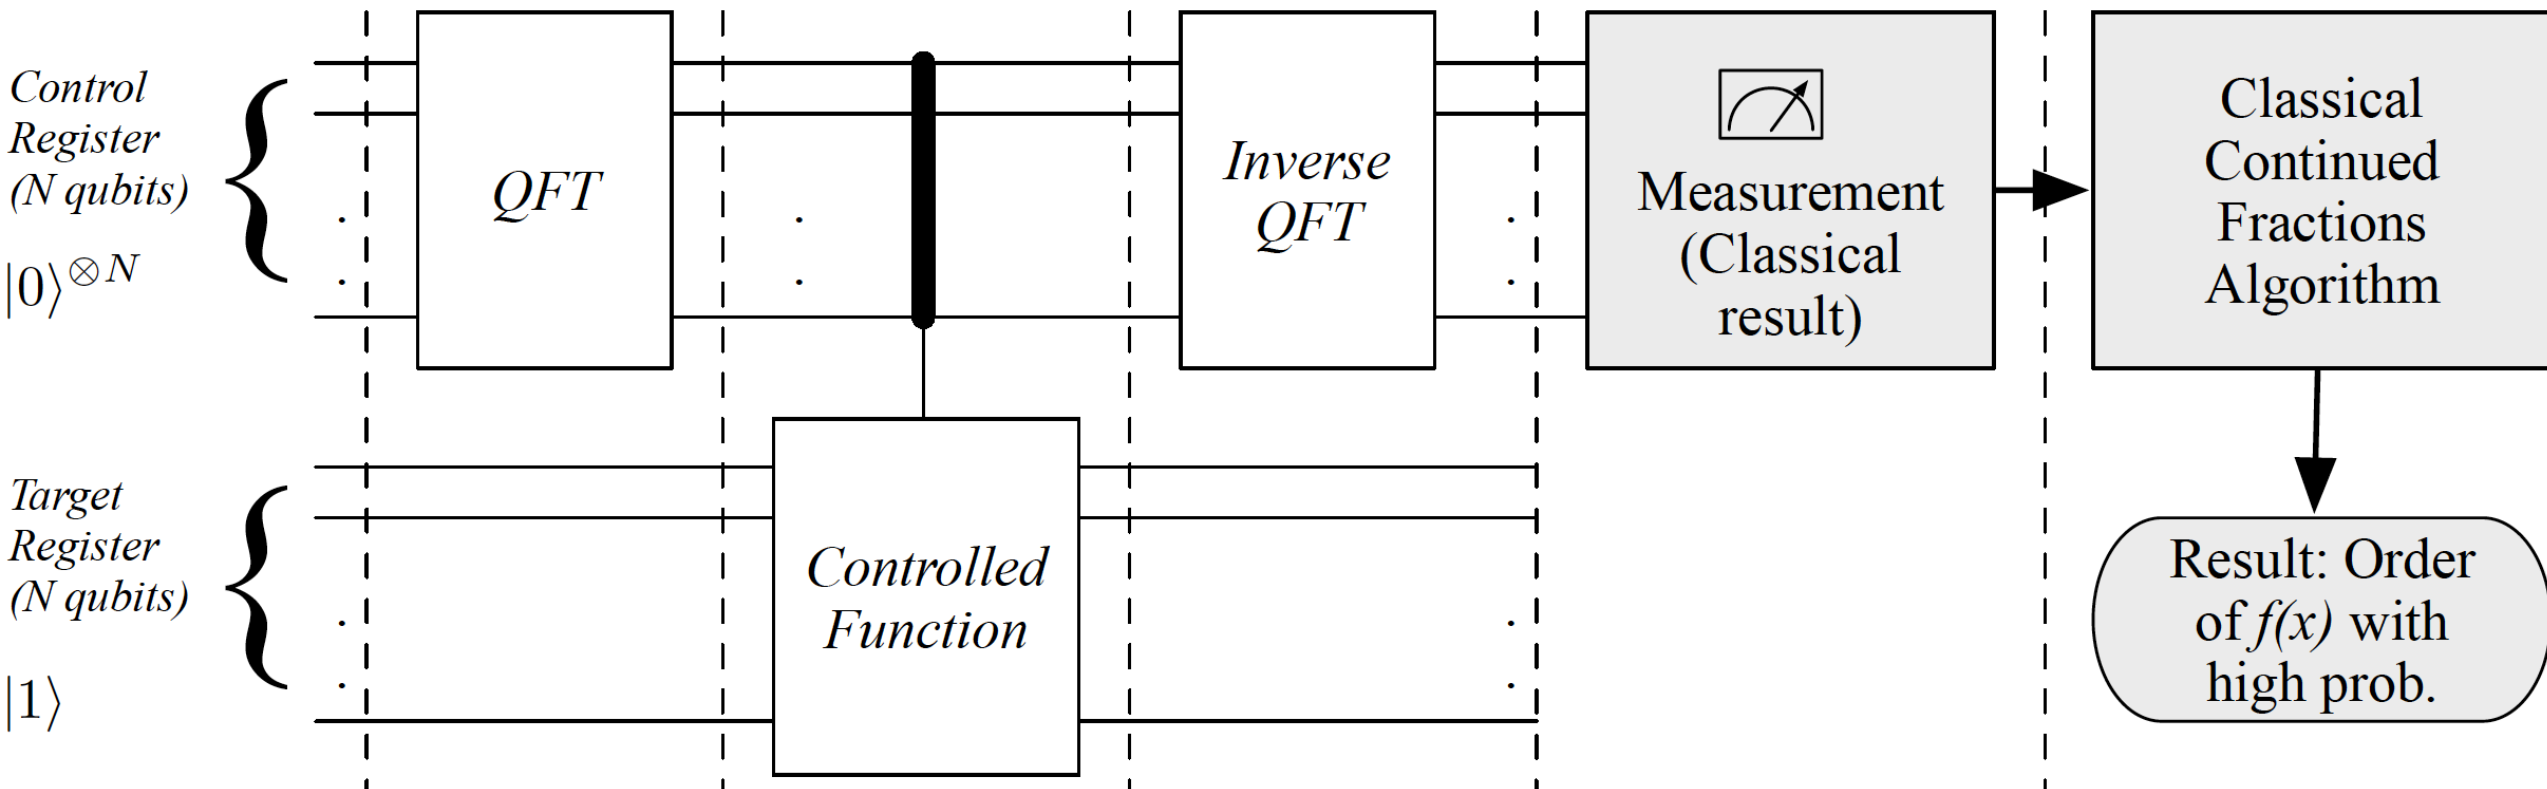 Control
Register
(N qubits)
|0⟩⊗N
QFT
Inverse
QFT
Measurement
(Classical
result)
Classical
Continued
Fractions
Algorithm
Target
Register
(N qubits)
|1⟩
Controlled
Function
Result: Order
of f(x) with
high prob.